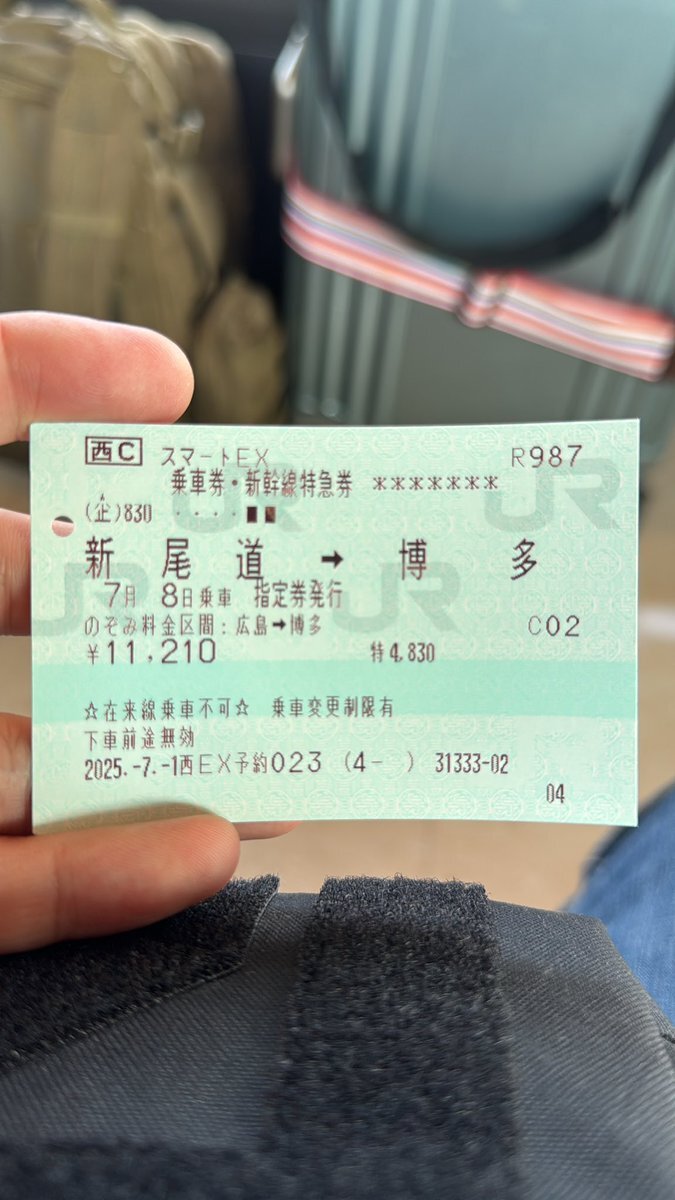 西C スマートEX R987
乗車券・新幹線特急券 *******
(企)830 ・・・・■◪
新尾道 ➡ 博多
7月 8日乗車 指定券発行
のぞみ料金区間:広島➡博多 C02
¥11,210 特4,830
☆在来線乗車不可☆ 乗車変更制限有
下車前途無効
2025.-7.-1西EX予約023 (4- ) 31333-02
04